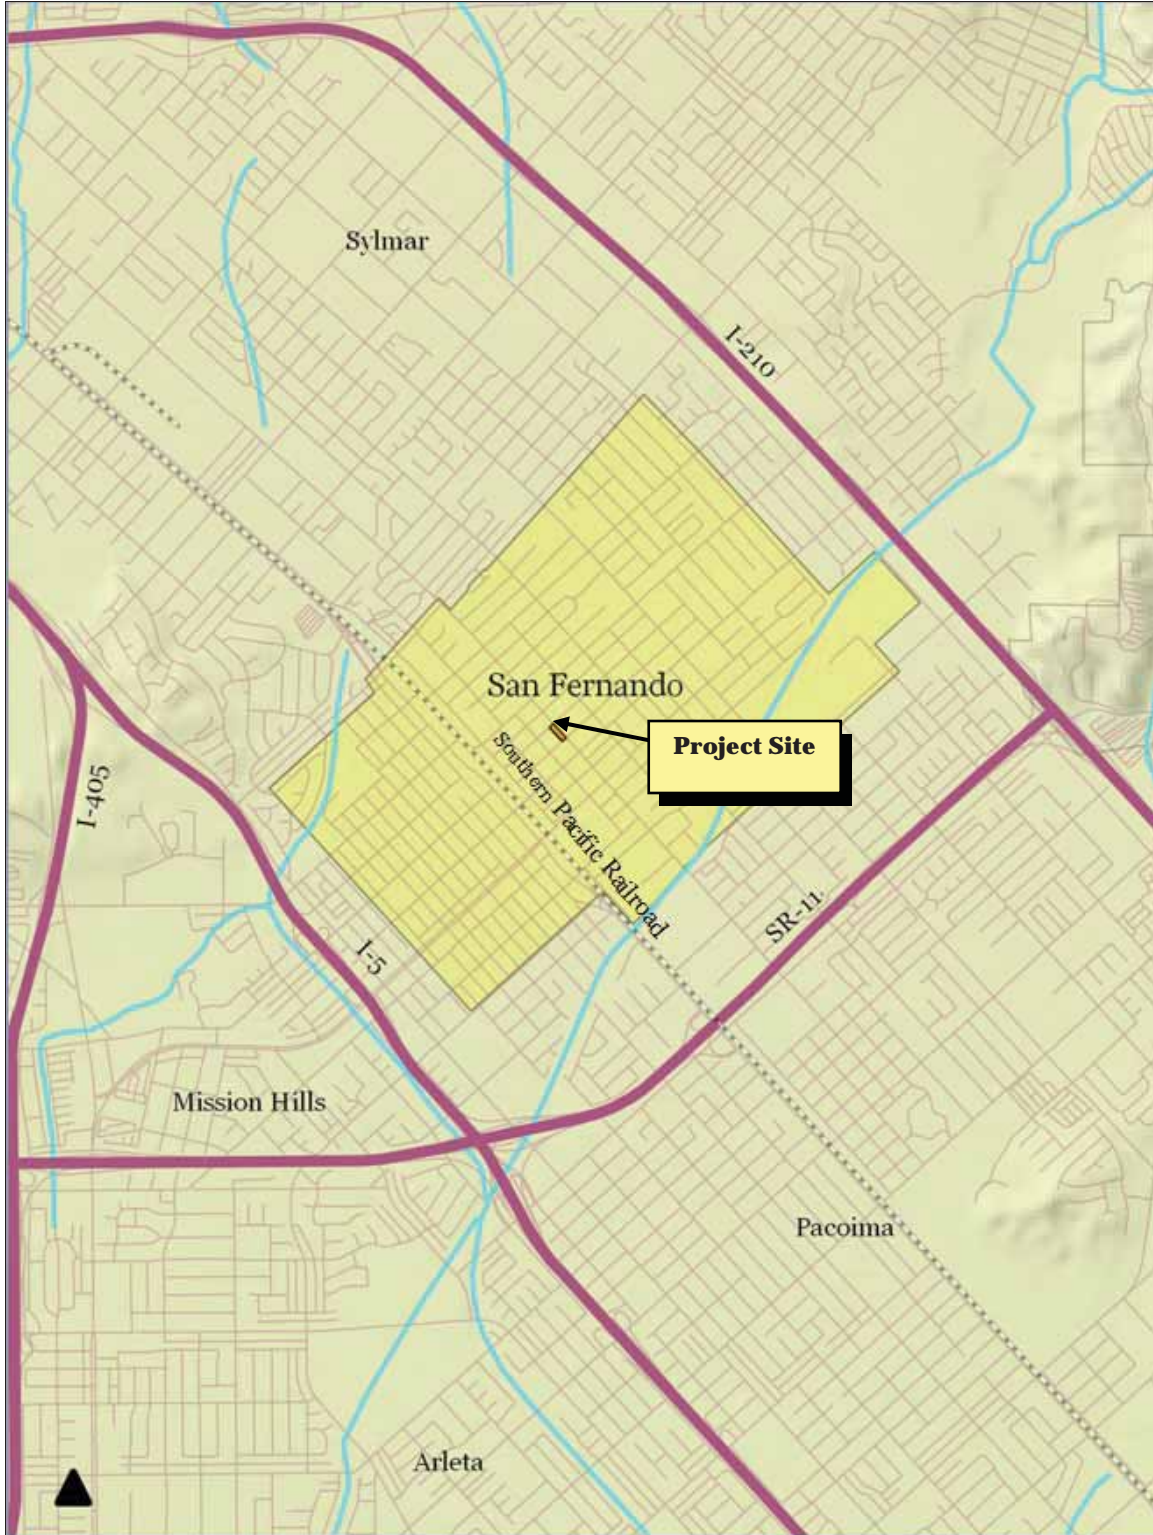 Sylmar
I-210
San Fernando
Project Site
Southern Pacific Railroad
I-405
SR-11
I-5
Mission Hills
Pacoima
Arleta